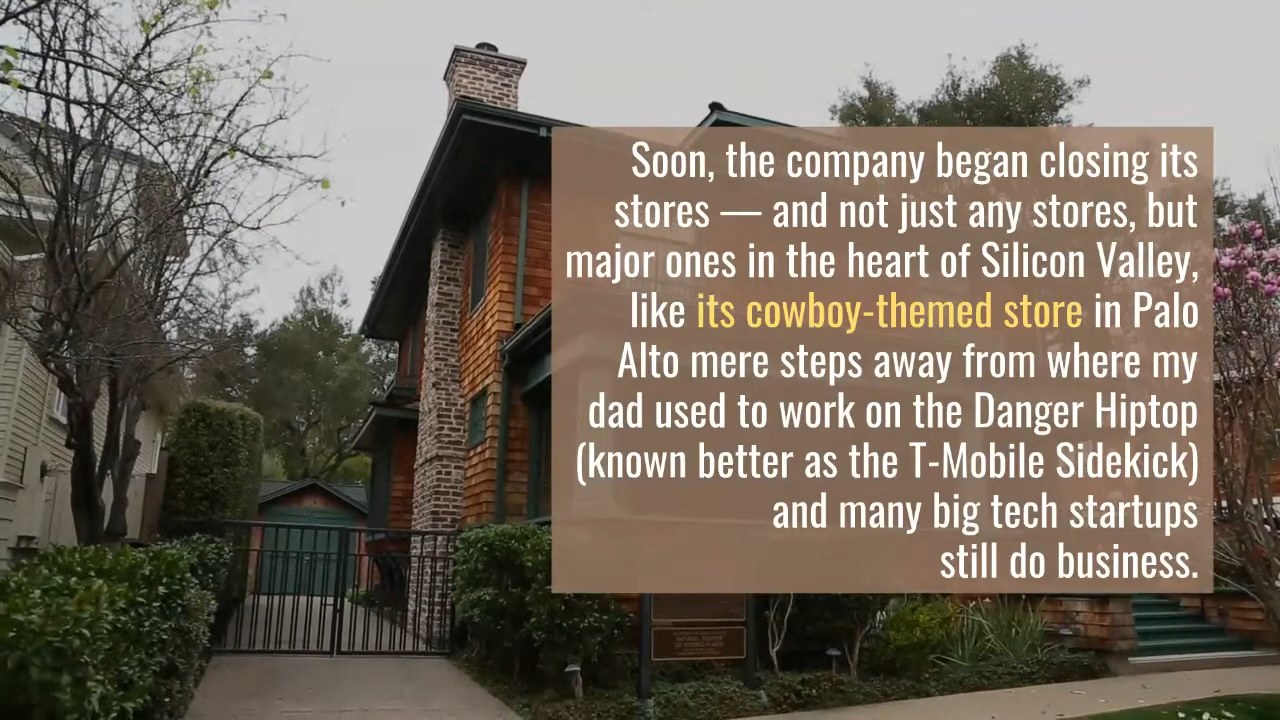 Soon, the company began closing its
stores — and not just any stores, but
major ones in the heart of Silicon Valley,
like its cowboy-themed store in Palo
Alto mere steps away from where my
dad used to work on the Danger Hiptop
(known better as the T-Mobile Sidekick)
and many big tech startups
still do business.